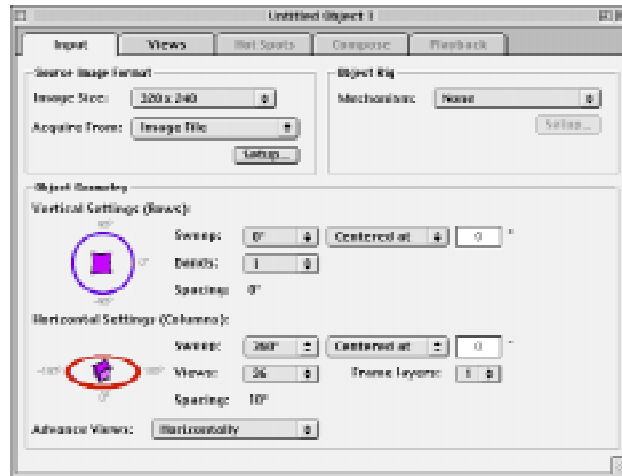 Untitled Object 1
Input Views Hot Spots Compose Playback
Source Image Format
Image Size: 320 x 240
Acquire From: Image File
Setup...
Object Rig
Mechanism: None
Setup...
Object Geometry
Vertical Settings (Rows):
Sweep: 0° Centered at 0 °
Bands: 1
Spacing: 0°
0°
Horizontal Settings (Columns):
Sweep: 360° Centered at 0 °
Views: 36 Frame layers: 1
Spacing: 10°
-180° 180°
0°
Advance Views: Horizontally